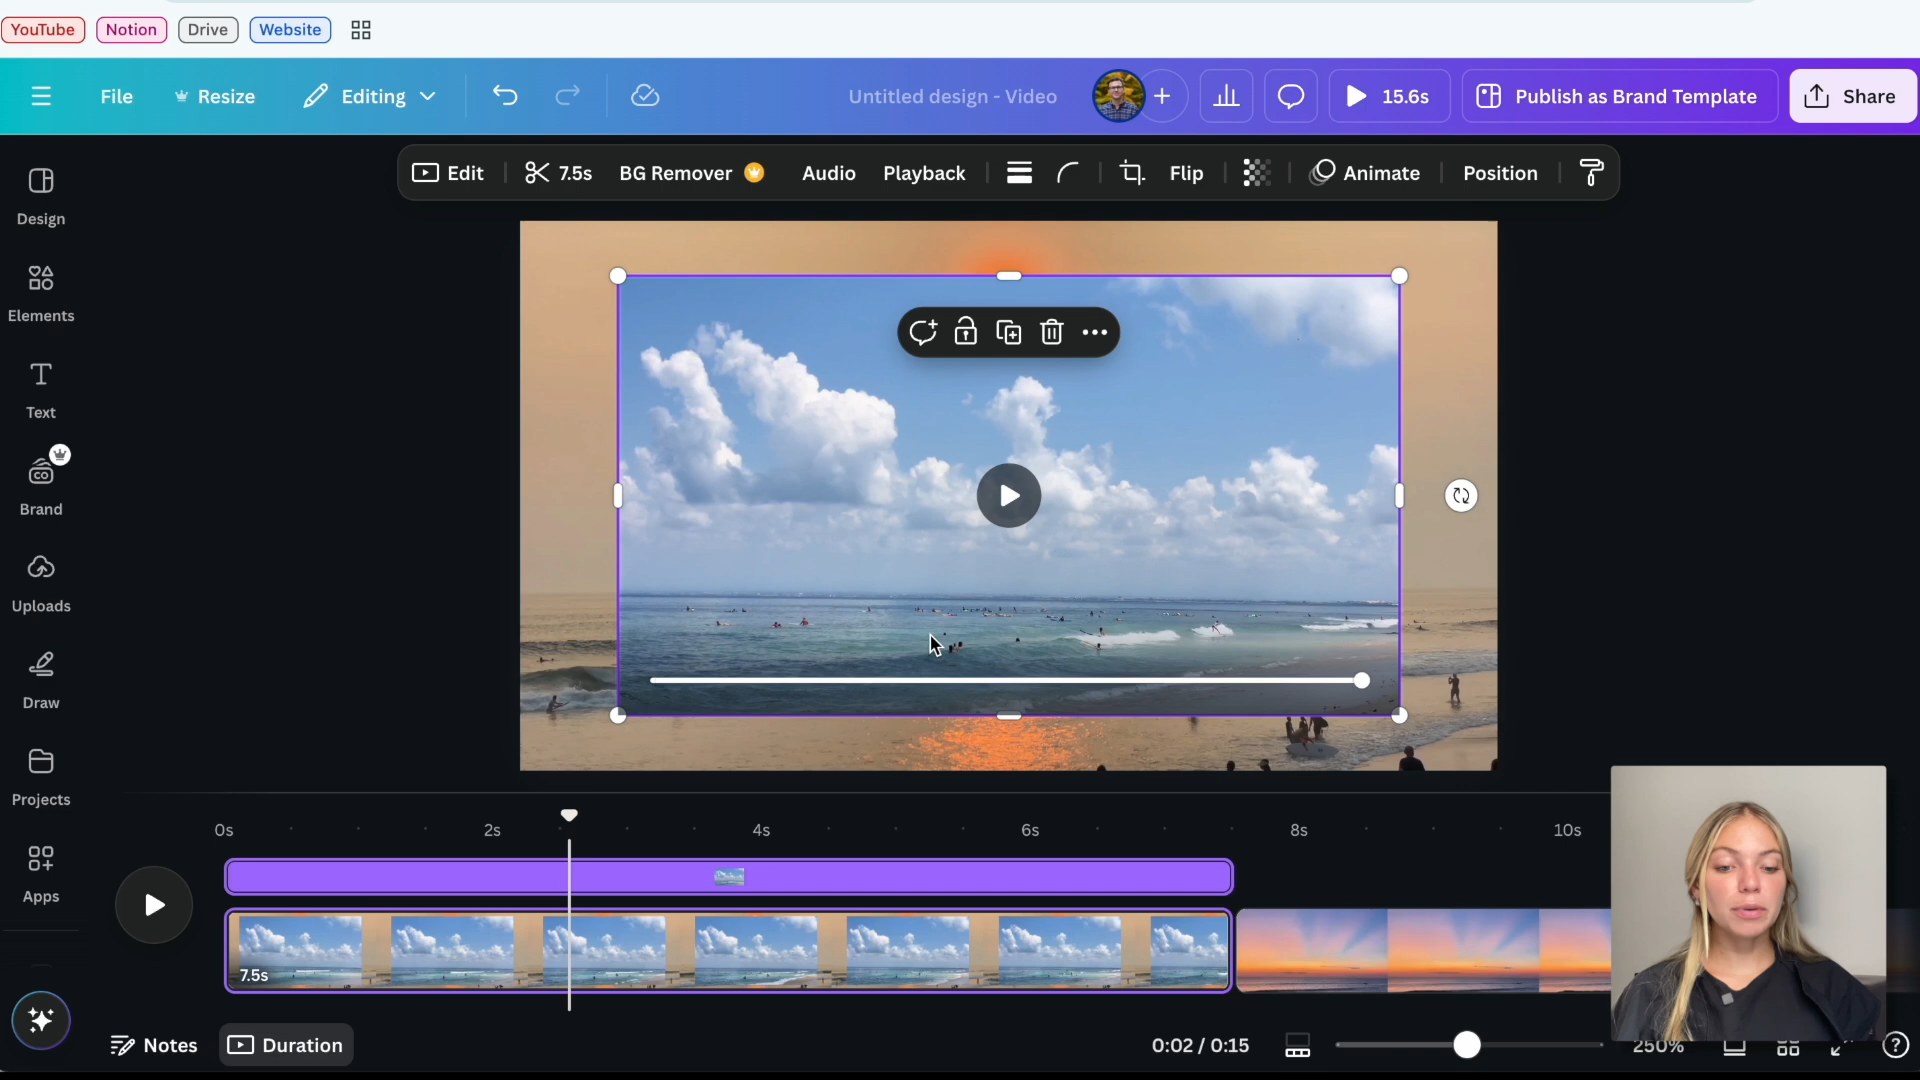 YouTube Notion Drive Website
File Resize Editing Untitled design - Video 15.6s Publish as Brand Template Share
Edit 7.5s BG Remover Audio Playback Flip Animate Position
Design
Elements
Text
CO
Brand
Uploads
Draw
Projects
Apps
0s 2s 4s 6s 8s 10s
7.5s
Notes Duration 0:02 / 0:15 250% ?